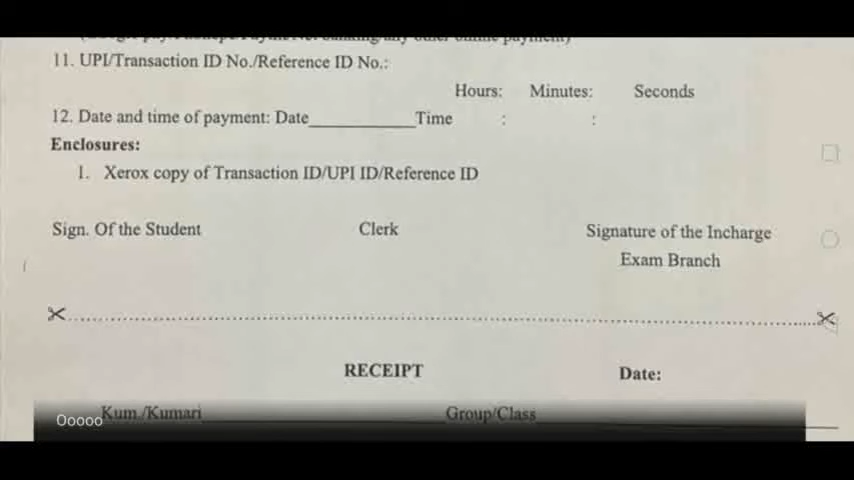 11. UPI/Transaction ID No./Reference ID No.:
Hours: Minutes: Seconds
12. Date and time of payment: Date____________Time : :
Enclosures:
1. Xerox copy of Transaction ID/UPI ID/Reference ID
Sign. Of the Student Clerk Signature of the Incharge
Exam Branch
RECEIPT Date:
Kum./Kumari Group/Class
Ooooo